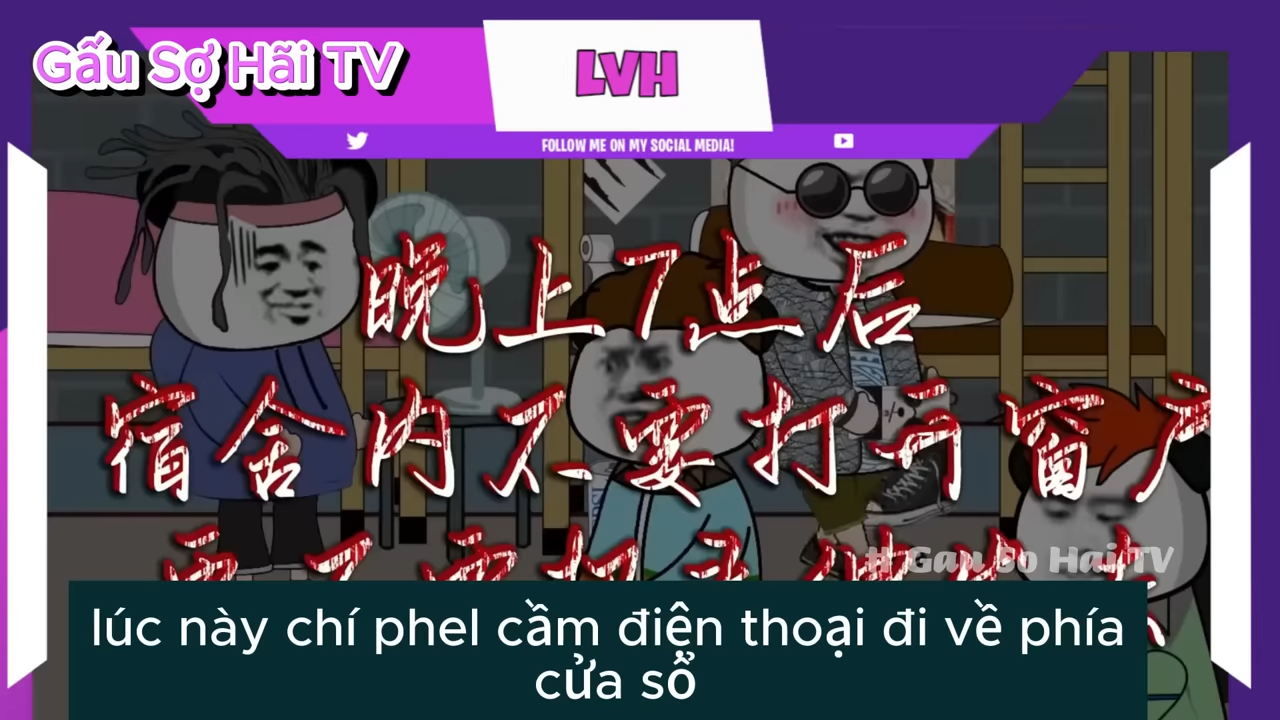 Gấu Sợ Hãi TV
LVH
FOLLOW ME ON MY SOCIAL MEDIA!
晚上7点后
宿舍内不要打开窗户
# Gau So Hai TV
lúc này chí phel cầm điện thoại đi về phía
cửa sổ